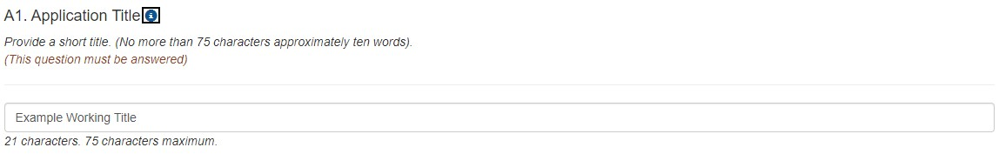 A1. Application Title
Provide a short title. (No more than 75 characters approximately ten words).
(This question must be answered)
Example Working Title
21 characters. 75 characters maximum.